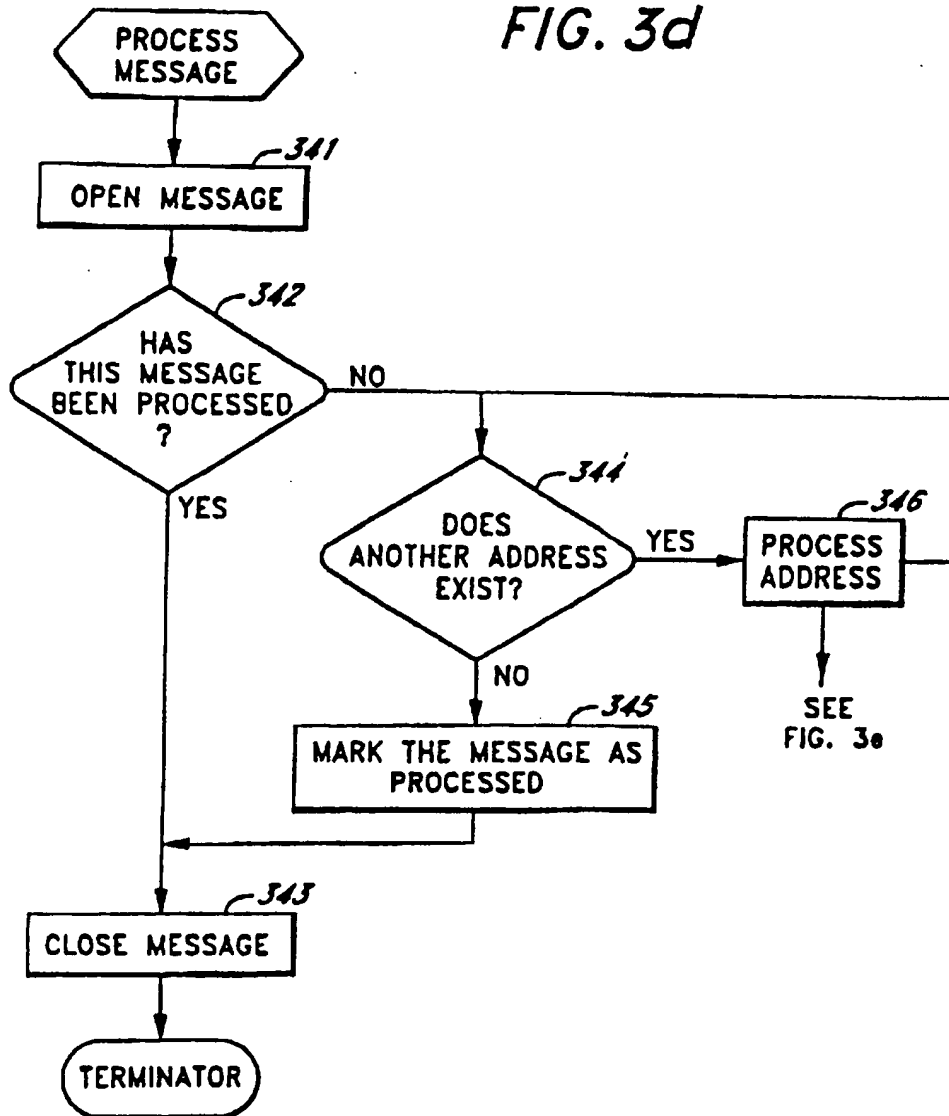 FIG. 3d
PROCESS
MESSAGE
341
OPEN MESSAGE
342
HAS
THIS MESSAGE
BEEN PROCESSED
?
NO
YES
344
DOES
ANOTHER ADDRESS
EXIST?
YES
346
PROCESS
ADDRESS
SEE
FIG. 3e
NO
345
MARK THE MESSAGE AS
PROCESSED
343
CLOSE MESSAGE
TERMINATOR